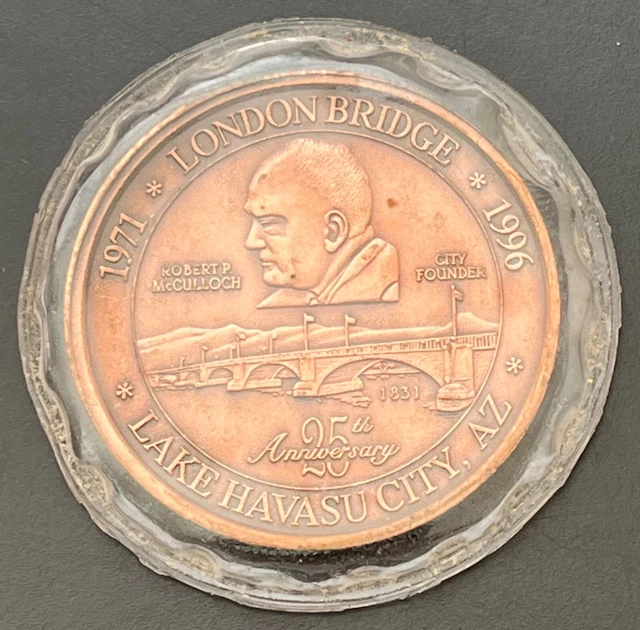 LONDON BRIDGE
1971 * * 1996
ROBERT P.
McCULLOCH
CITY
FOUNDER
1831
25th
Anniversary
* LAKE HAVASU CITY, AZ *